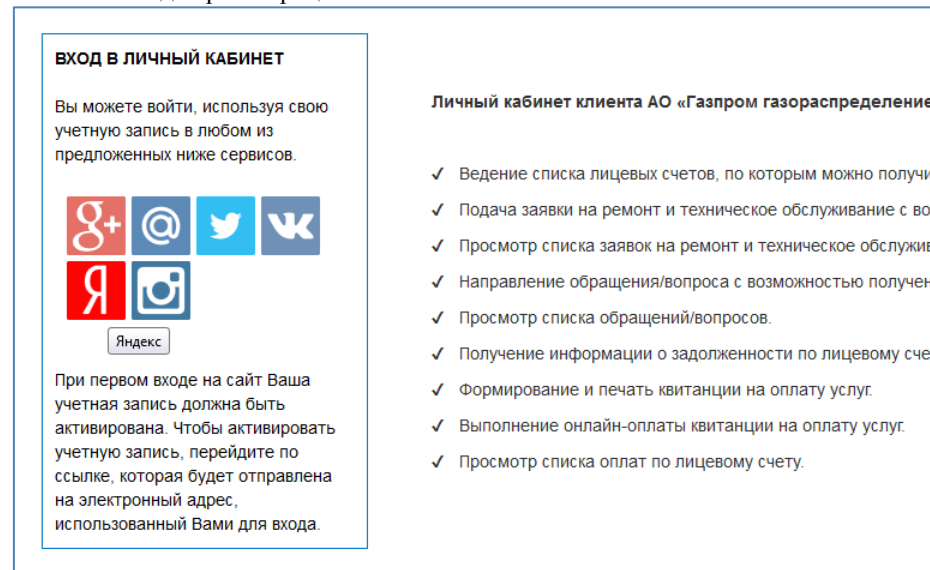 ВХОД В ЛИЧНЫЙ КАБИНЕТ
Вы можете войти, используя свою
учетную запись в любом из
предложенных ниже сервисов.
g+ @
Я
Яндекс
При первом входе на сайт Ваша
учетная запись должна быть
активирована. Чтобы активировать
учетную запись, перейдите по
ссылке, которая будет отправлена
на электронный адрес,
использованный Вами для входа.
Личный кабинет клиента АО «Газпром газораспределение
✓ Ведение списка лицевых счетов, по которым можно получи
✓ Подача заявки на ремонт и техническое обслуживание с во
✓ Просмотр списка заявок на ремонт и техническое обслужив
✓ Направление обращения/вопроса с возможностью получен
✓ Просмотр списка обращений/вопросов.
✓ Получение информации о задолженности по лицевому сче
✓ Формирование и печать квитанции на оплату услуг.
✓ Выполнение онлайн-оплаты квитанции на оплату услуг.
✓ Просмотр списка оплат по лицевому счету.